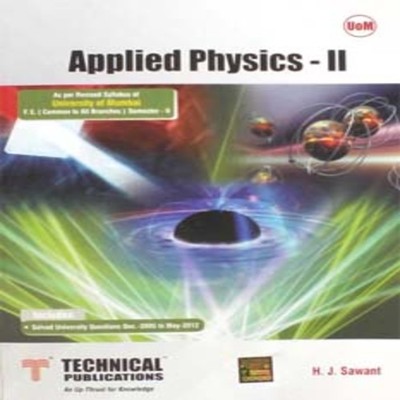 UoM
Applied Physics - II
As per Revised Syllabus of
University of Mumbai
F. E. ( Common to All Branches ) Semester - II
Includes
Solved University Questions Dec.-2000 to May-2012
TECHNICAL
PUBLICATIONS
An Up-Thrust for Knowledge
H. J. Sawant